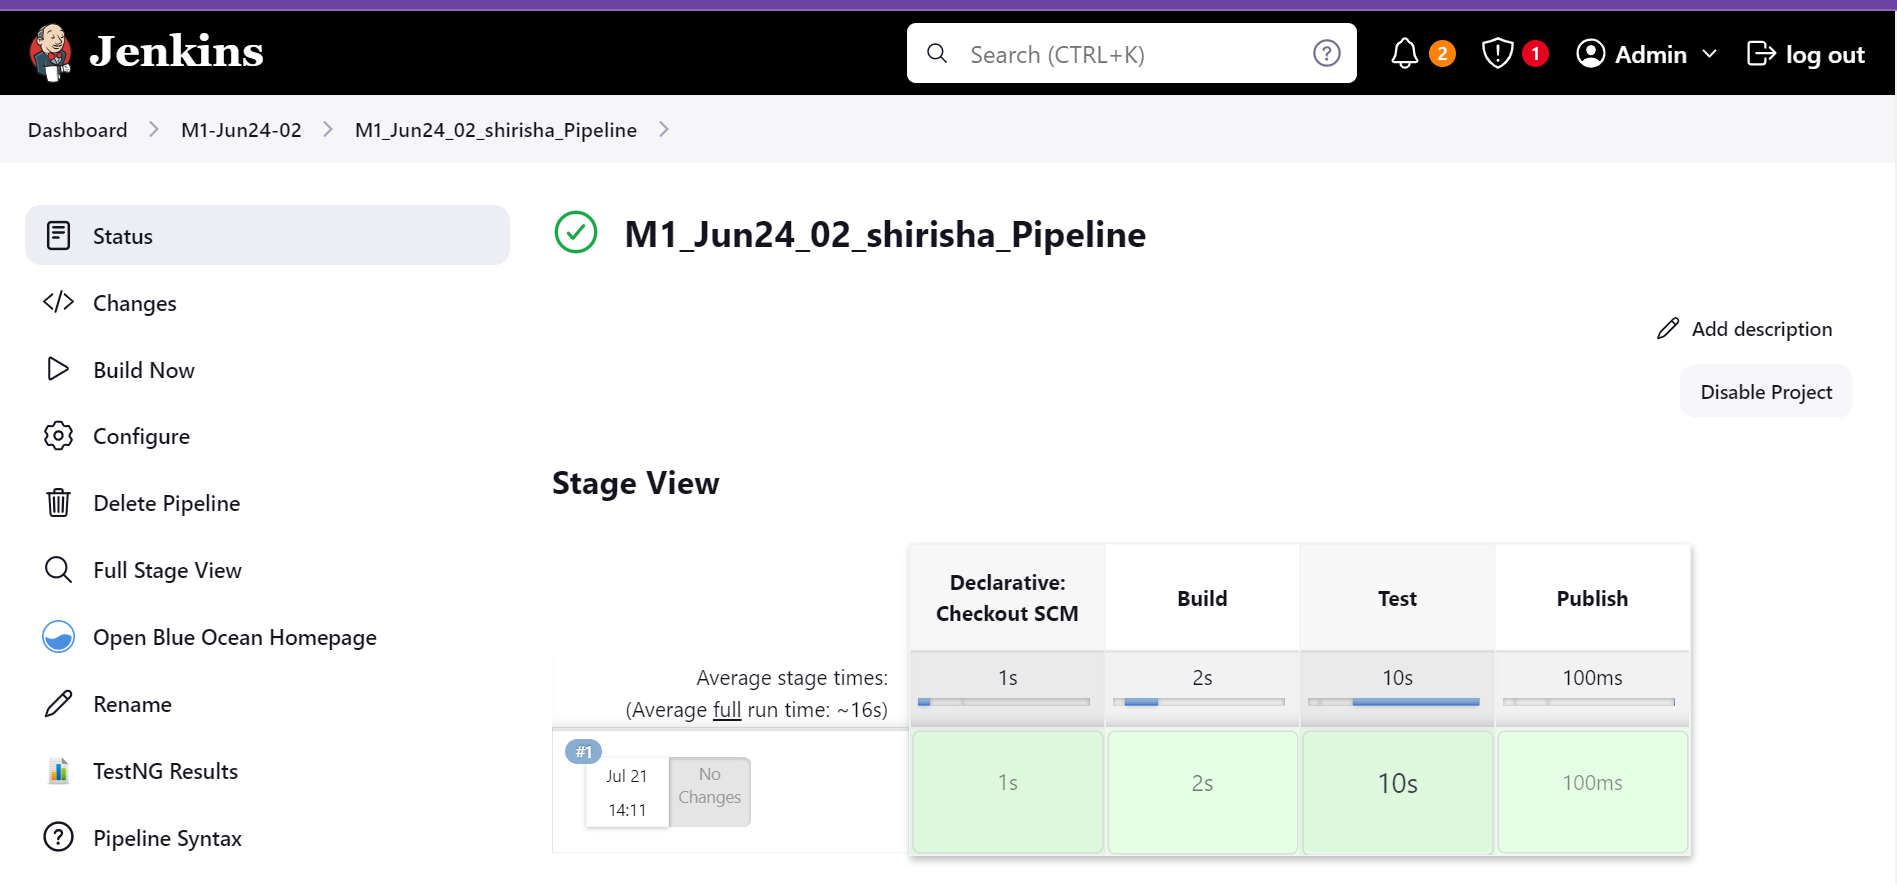 Jenkins
Search (CTRL+K)
?
2
1
Admin
log out
Dashboard
M1-Jun24-02
M1_Jun24_02_shirisha_Pipeline
Status
Changes
Build Now
Configure
Delete Pipeline
Full Stage View
Open Blue Ocean Homepage
Rename
TestNG Results
Pipeline Syntax
M1_Jun24_02_shirisha_Pipeline
Add description
Disable Project
Stage View
Declarative:
Checkout SCM
Build
Test
Publish
Average stage times:
(Average full run time: ~16s)
1s
2s
10s
100ms
#1
Jul 21
14:11
No
Changes
1s
2s
10s
100ms